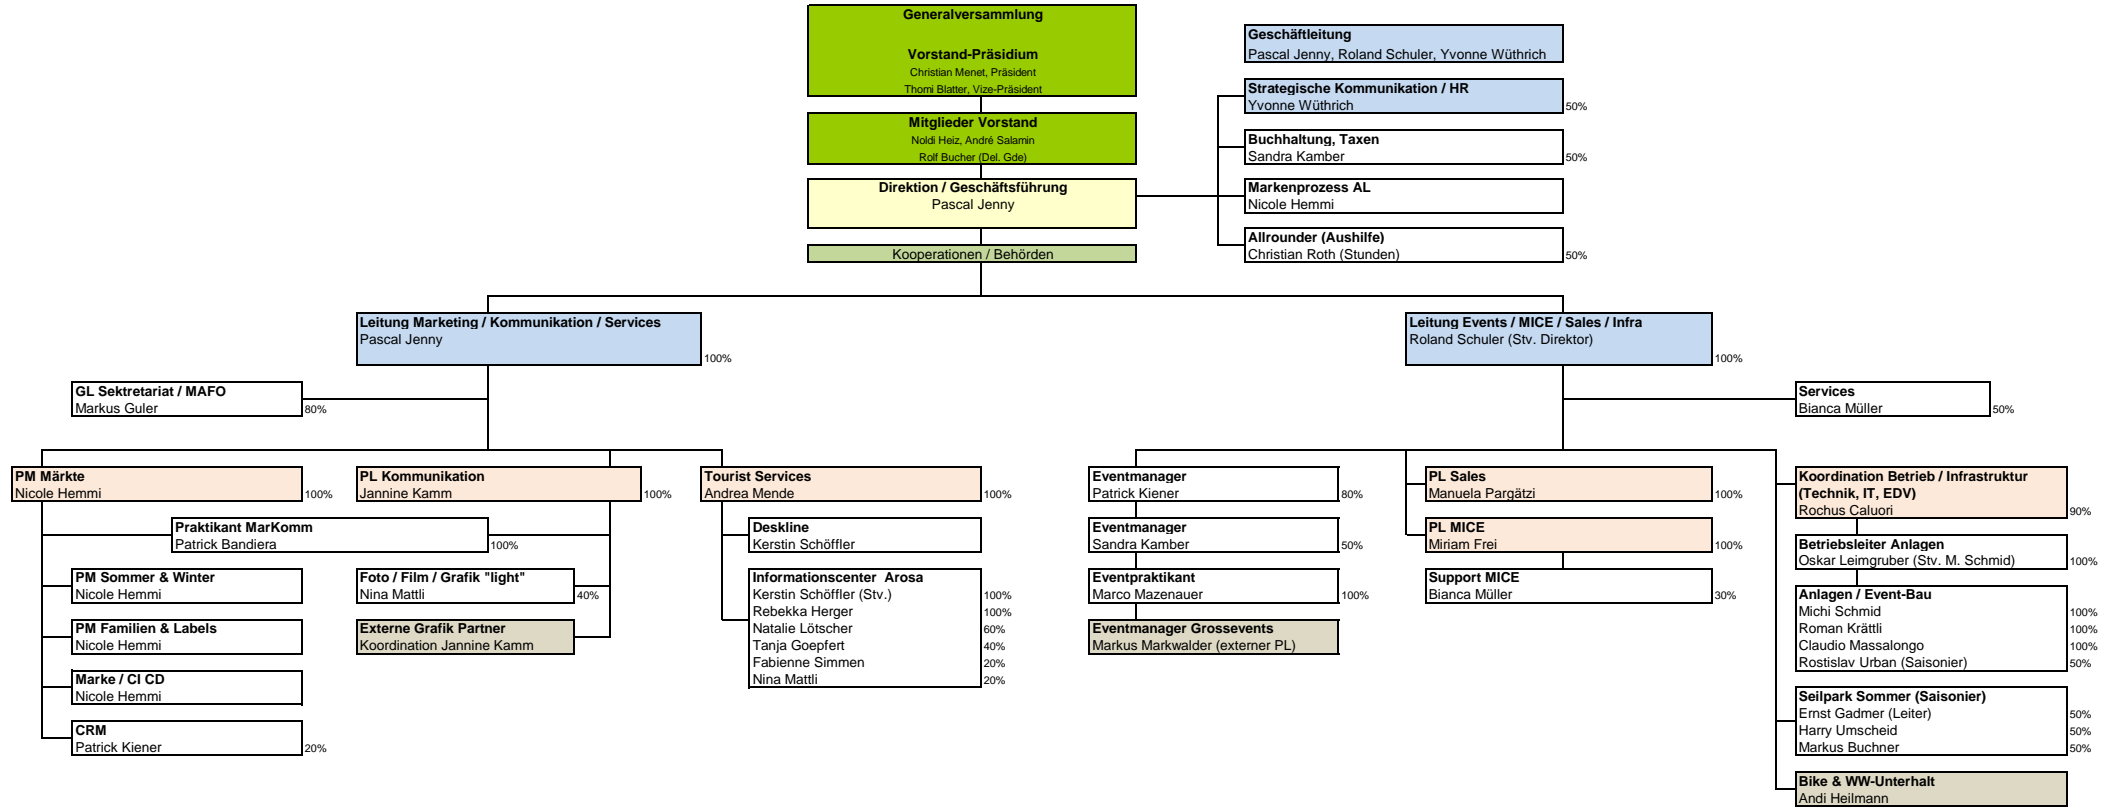 Generalversammlung
Vorstand-Präsidium
Christian Menet, Präsident
Thomi Blatter, Vize-Präsident
Mitglieder Vorstand
Noldi Heiz, André Salamin
Rolf Bucher (Del. Gde)
Direktion / Geschäftsführung
Pascal Jenny
Kooperationen / Behörden
Geschäftleitung
Pascal Jenny, Roland Schuler, Yvonne Wüthrich
Strategische Kommunikation / HR
Yvonne Wüthrich
50%
Buchhaltung, Taxen
Sandra Kamber
50%
Markenprozess AL
Nicole Hemmi
Allrounder (Aushilfe)
Christian Roth (Stunden)
50%
Leitung Marketing / Kommunikation / Services
Pascal Jenny
100%
GL Sektretariat / MAFO
Markus Guler
80%
PM Märkte
Nicole Hemmi
100%
PL Kommunikation
Jannine Kamm
100%
Praktikant MarKomm
Patrick Bandiera
100%
PM Sommer & Winter
Nicole Hemmi
PM Familien & Labels
Nicole Hemmi
Marke / CI CD
Nicole Hemmi
CRM
Patrick Kiener
20%
Foto / Film / Grafik "light"
Nina Mattli
40%
Externe Grafik Partner
Koordination Jannine Kamm
Tourist Services
Andrea Mende
100%
Deskline
Kerstin Schöffler
Informationscenter Arosa
Kerstin Schöffler (Stv.) 100%
Rebekka Herger 100%
Natalie Lötscher 60%
Tanja Goepfert 40%
Fabienne Simmen 20%
Nina Mattli 20%
Leitung Events / MICE / Sales / Infra
Roland Schuler (Stv. Direktor)
100%
Services
Bianca Müller
50%
Eventmanager
Patrick Kiener
80%
Eventmanager
Sandra Kamber
50%
Eventpraktikant
Marco Mazenauer
100%
Eventmanager Grossevents
Markus Markwalder (externer PL)
PL Sales
Manuela Pargätzi
100%
PL MICE
Miriam Frei
100%
Support MICE
Bianca Müller
30%
Koordination Betrieb / Infrastruktur
(Technik, IT, EDV)
Rochus Caluori
90%
Betriebsleiter Anlagen
Oskar Leimgruber (Stv. M. Schmid)
100%
Anlagen / Event-Bau
Michi Schmid 100%
Roman Krättli 100%
Claudio Massalongo 100%
Rostislav Urban (Saisonier) 50%
Seilpark Sommer (Saisonier)
Ernst Gadmer (Leiter) 50%
Harry Umscheid 50%
Markus Buchner 50%
Bike & WW-Unterhalt
Andi Heilmann